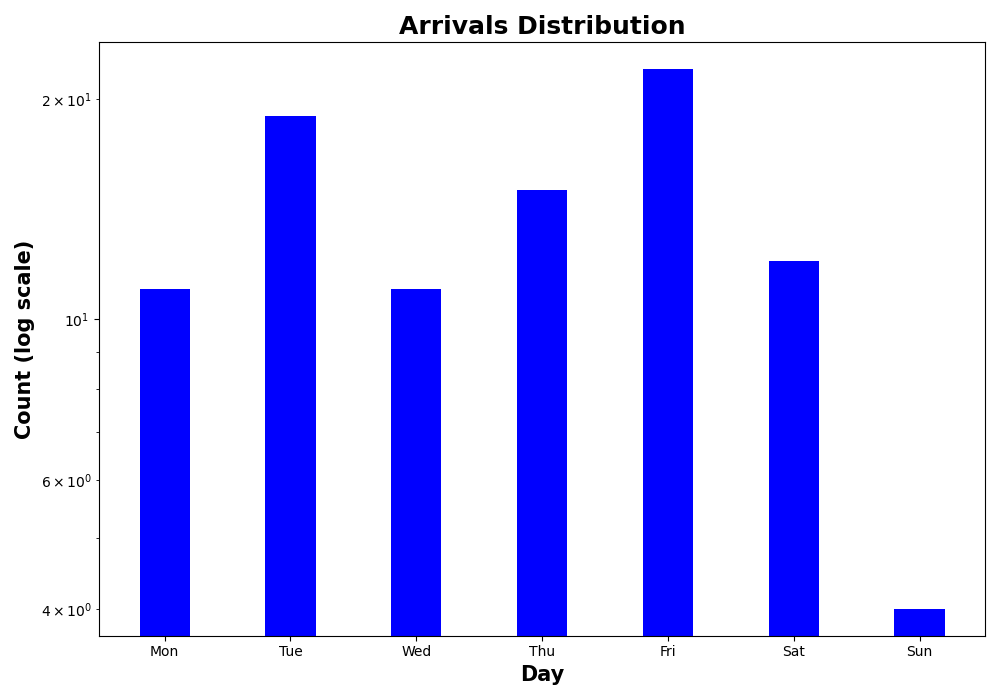 Arrivals Distribution
Count (log scale)
2 × 10¹
10¹
6 × 10⁰
4 × 10⁰
Mon Tue Wed Thu Fri Sat Sun
Day